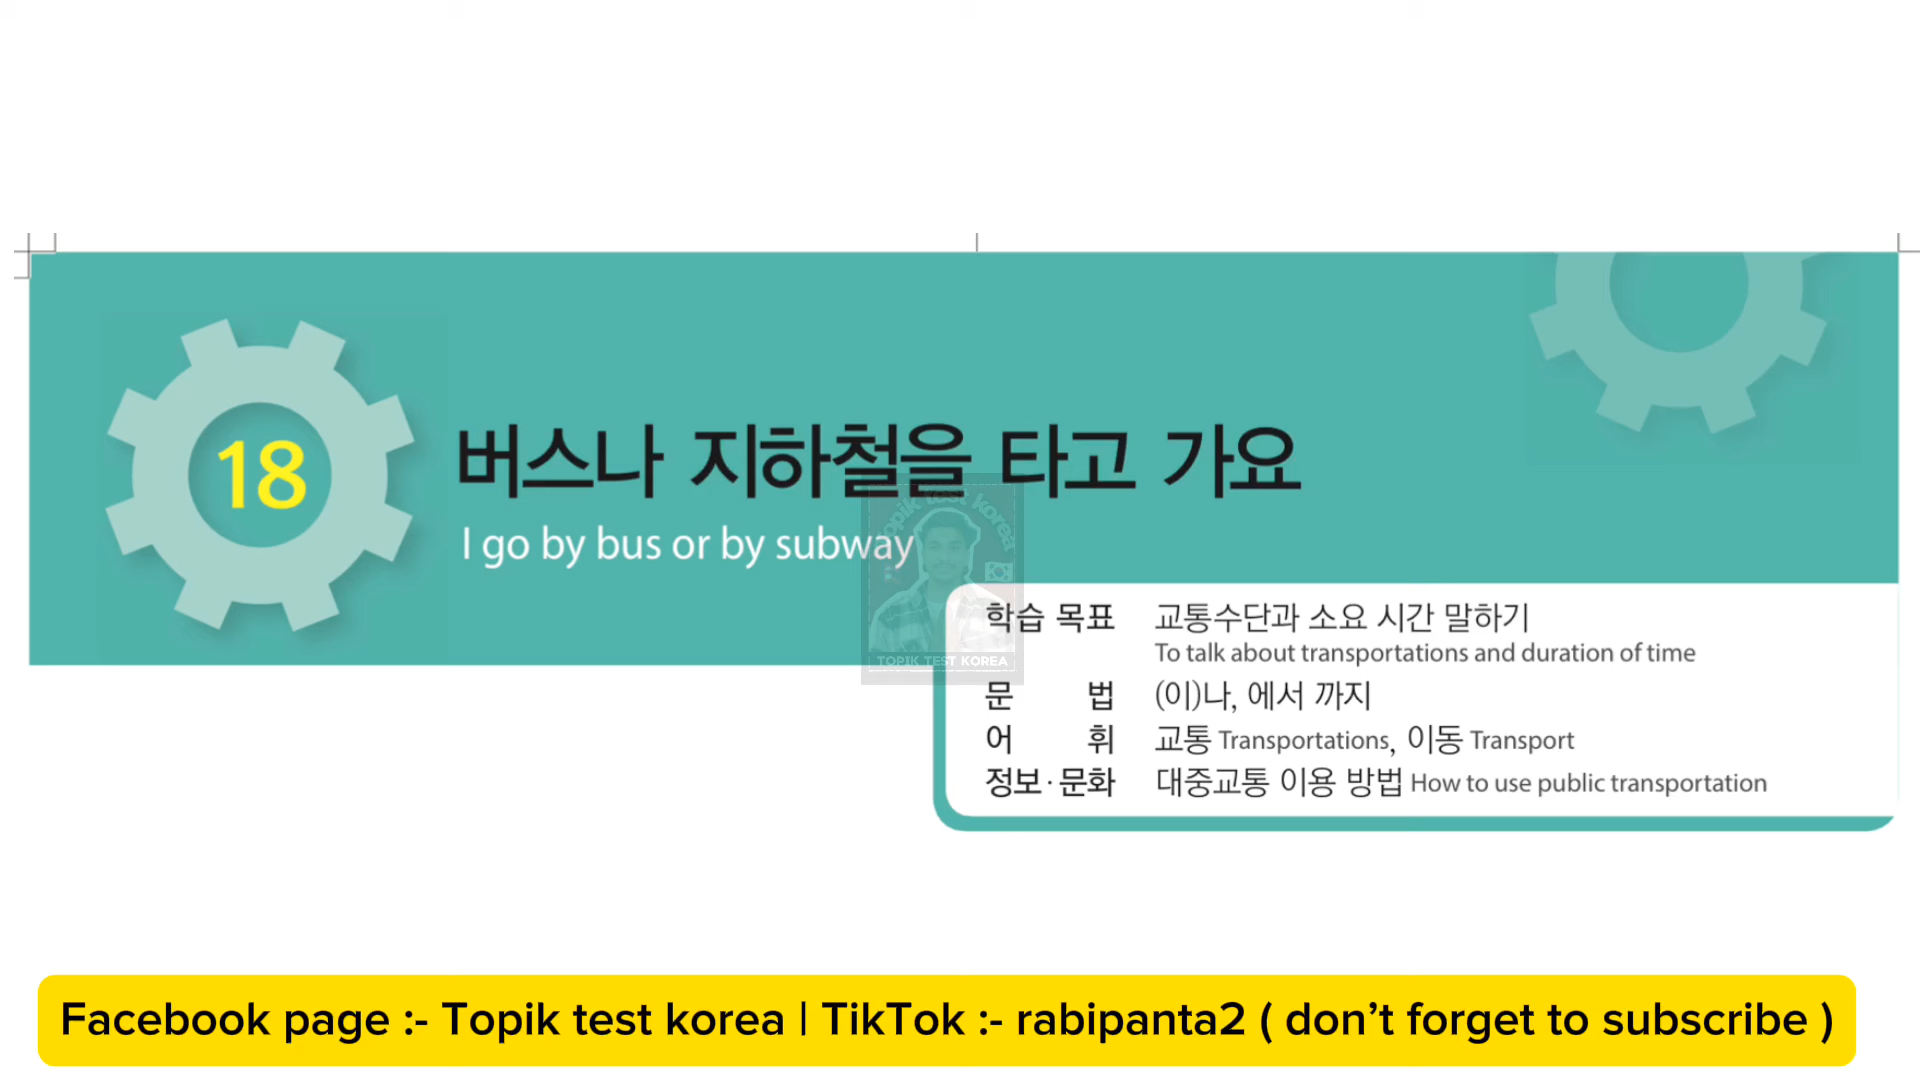 18
버스나 지하철을 타고 가요
I go by bus or by subway
topik test korea
TOPIK TEST KOREA
학습 목표 교통수단과 소요 시간 말하기
To talk about transportations and duration of time
문 법 (이)나, 에서 까지
어 휘 교통 Transportations, 이동 Transport
정보·문화 대중교통 이용 방법 How to use public transportation
Facebook page :- Topik test korea | TikTok :- rabipanta2 ( don’t forget to subscribe )